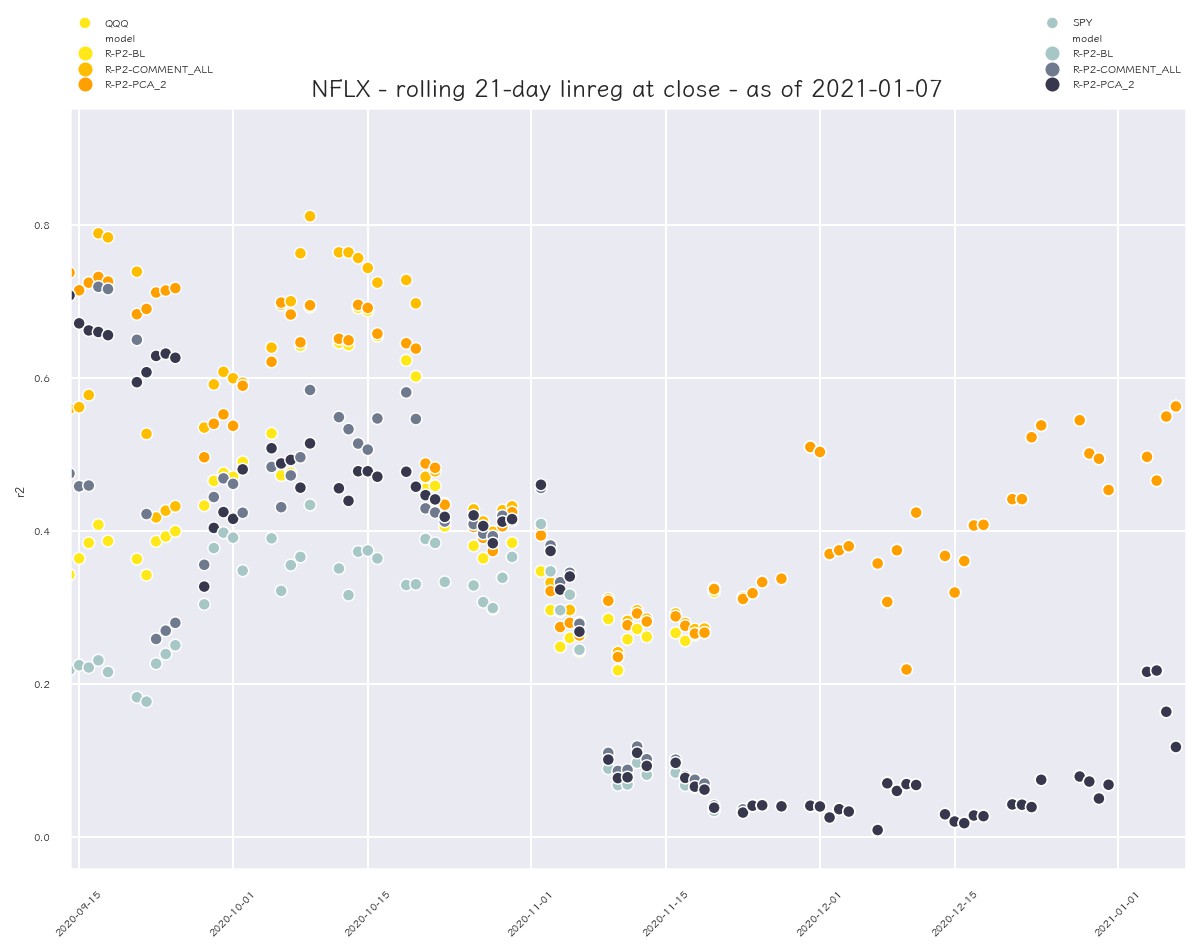 QQQ
model
R-P2-BL
R-P2-COMMENT_ALL
R-P2-PCA_2
SPY
model
R-P2-BL
R-P2-COMMENT_ALL
R-P2-PCA_2
NFLX - rolling 21-day linreg at close - as of 2021-01-07
r2
0.8
0.6
0.4
0.2
0.0
2020-09-15
2020-10-01
2020-10-15
2020-11-01
2020-11-15
2020-12-01
2020-12-15
2021-01-01